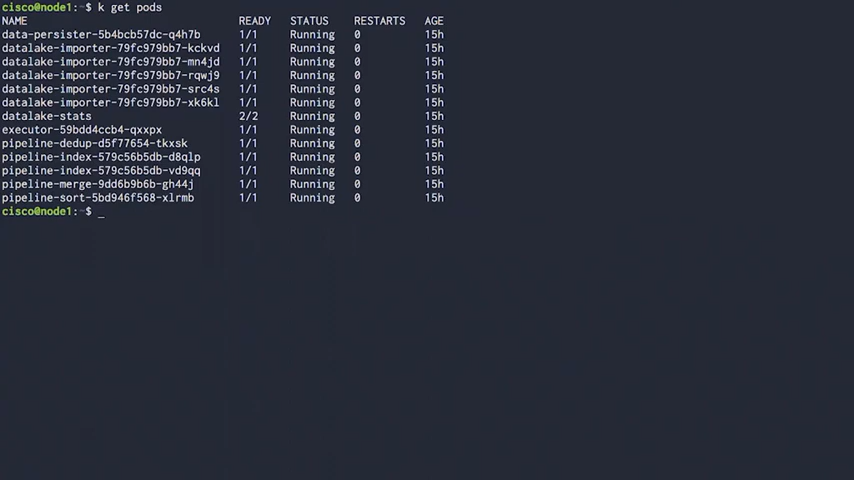 cisco@node1:~$ k get pods
NAME READY STATUS RESTARTS AGE
data-persister-5b4bcb57dc-q4h7b 1/1 Running 0 15h
datalake-importer-79fc979bb7-kckvd 1/1 Running 0 15h
datalake-importer-79fc979bb7-mn4jd 1/1 Running 0 15h
datalake-importer-79fc979bb7-rqwj9 1/1 Running 0 15h
datalake-importer-79fc979bb7-src4s 1/1 Running 0 15h
datalake-importer-79fc979bb7-xk6kl 1/1 Running 0 15h
datalake-stats 2/2 Running 0 15h
executor-59bdd4ccb4-qxxpx 1/1 Running 0 15h
pipeline-dedup-d5f77654-tkxsk 1/1 Running 0 15h
pipeline-index-579c56b5db-d8qlp 1/1 Running 0 15h
pipeline-index-579c56b5db-vd9qq 1/1 Running 0 15h
pipeline-merge-9dd6b9b6b-gh44j 1/1 Running 0 15h
pipeline-sort-5bd946f568-xlrmb 1/1 Running 0 15h
cisco@node1:~$ _